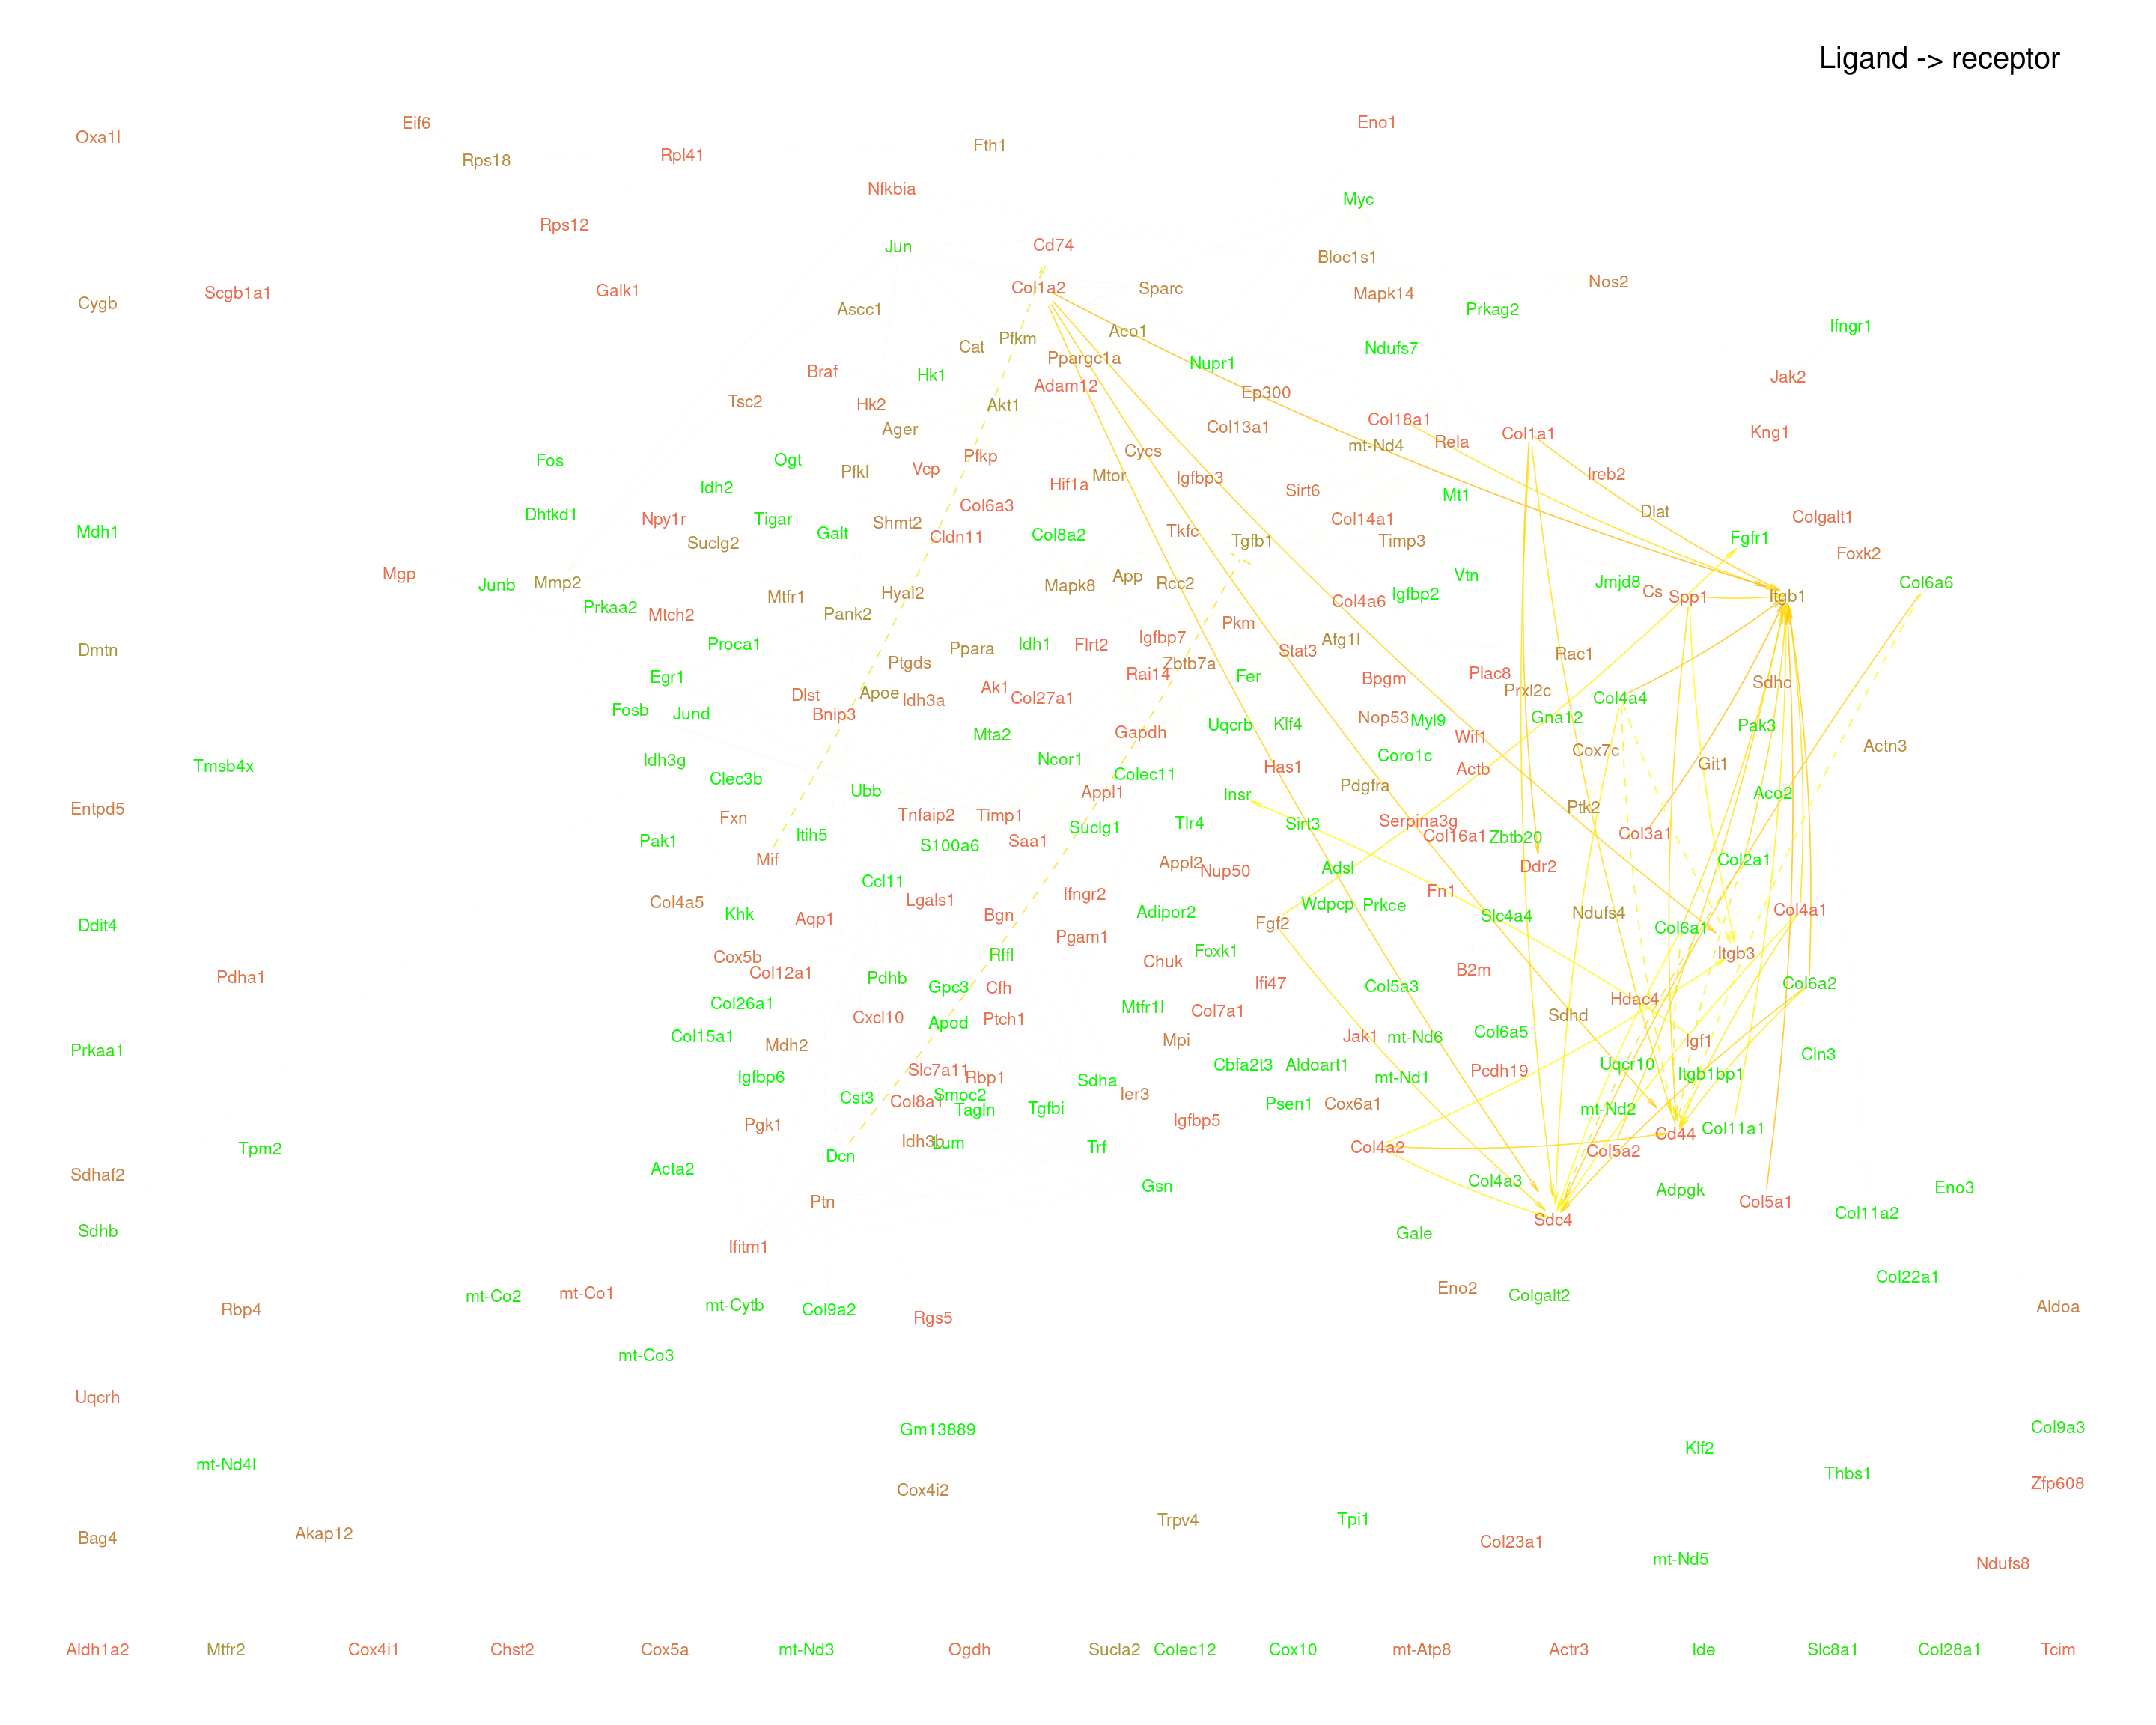 Ligand -> receptor
Eif6
Eno1
Oxa1l
Fth1
Rpl41
Rps18
Nfkbia
Myc
Rps12
Cd74
Jun
Bloc1s1
Nos2
Col1a2
Sparc
Galk1
Scgb1a1
Mapk14
Cygb
Ascc1
Prkag2
Ifngr1
Aco1
Pfkm
Cat
Ndufs7
Ppargc1a
Nupr1
Braf
Hk1
Jak2
Adam12
Ep300
Tsc2
Hk2
Akt1
Col18a1
Col13a1
Ager
Kng1
Col1a1
Rela
mt-Nd4
Cycs
Pfkp
Ogt
Fos
Vcp
Pfkl
Ireb2
Mtor
Igfbp3
Hif1a
Idh2
Sirt6
Mt1
Col6a3
Dlat
Dhtkd1
Npy1r
Tigar
Colgalt1
Col14a1
Shmt2
Mdh1
Tkfc
Galt
Col8a2
Cldn11
Fgfr1
Tgfb1
Timp3
Suclg2
Foxk2
Mgp
Vtn
App
Mmp2
Junb
Rcc2
Mapk8
Jmjd8
Col6a6
Cs
Hyal2
Igfbp2
Mtfr1
Spp1
Itgb1
Col4a6
Prkaa2
Pank2
Mtch2
Pkm
Igfbp7
Afg1l
Proca1
Idh1
Flrt2
Ppara
Dmtn
Stat3
Rac1
Ptgds
Zbtb7a
Rai14
Plac8
Egr1
Fer
Bpgm
Sdhc
Ak1
Prxl2c
Apoe
Dlst
Col27a1
Col4a4
Idh3a
Fosb
Jund
Bnip3
Nop53
Gna12
Myl9
Klf4
Uqcrb
Pak3
Gapdh
Mta2
Wif1
Actn3
Cox7c
Coro1c
Ncor1
Idh3g
Git1
Tmsb4x
Has1
Actb
Colec11
Clec3b
Pdgfra
Ubb
Appl1
Insr
Aco2
Entpd5
Ptk2
Tnfaip2
Timp1
Fxn
Serpina3g
Tlr4
Sirt3
Suclg1
Col3a1
Itih5
Col16a1
Zbtb20
Pak1
Saa1
S100a6
Mif
Col2a1
Appl2
Ddr2
Adsl
Nup50
Ccl11
Fn1
Ifngr2
Lgals1
Col4a5
Wdpcp
Prkce
Col4a1
Adipor2
Ndufs4
Khk
Bgn
Slc4a4
Aqp1
Fgf2
Ddit4
Col6a1
Pgam1
Foxk1
Itgb3
Rffl
Cox5b
Chuk
B2m
Col12a1
Pdha1
Pdhb
Ifi47
Col6a2
Col5a3
Gpc3
Cfh
Hdac4
Col26a1
Mtfr1l
Col7a1
Sdhd
Cxcl10
Ptch1
Apod
Col6a5
Col15a1
Jak1
mt-Nd6
Mpi
Igf1
Mdh2
Prkaa1
Cln3
Cbfa2t3
Aldoart1
Uqcr10
Slc7a11
Pcdh19
Itgb1bp1
Igfbp6
Rbp1
mt-Nd1
Sdha
Smoc2
Ier3
Cst3
Col8a1
Psen1
Cox6a1
Tagln
Tgfbi
mt-Nd2
Igfbp5
Pgk1
Col11a1
Cd44
Idh3b
Lum
Trf
Col4a2
Tpm2
Col5a2
Dcn
Acta2
Sdhaf2
Col4a3
Gsn
Adpgk
Eno3
Ptn
Col5a1
Col11a2
Sdc4
Sdhb
Gale
Ifitm1
Col22a1
Eno2
mt-Co1
mt-Co2
Colgalt2
mt-Cytb
Aldoa
Rbp4
Col9a2
Rgs5
mt-Co3
Uqcrh
Col9a3
Gm13889
Klf2
mt-Nd4l
Thbs1
Zfp608
Cox4i2
Trpv4
Tpi1
Akap12
Bag4
Col23a1
mt-Nd5
Ndufs8
Aldh1a2
Mtfr2
Cox4i1
Chst2
Cox5a
mt-Nd3
Ogdh
Sucla2
Colec12
Cox10
mt-Atp8
Actr3
Ide
Slc8a1
Col28a1
Tcim